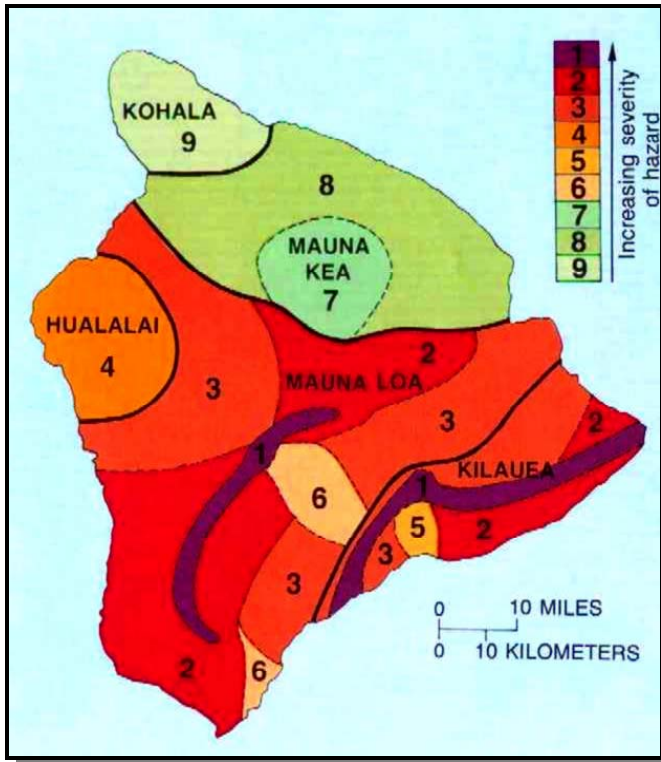 KOHALA
9
8
MAUNA
KEA
7
HUALALAI
4
3
2
MAUNA LOA
3
2
1
KILAUEA
6
1
5
2
3
3
2
6
1
2
3
4
5
6
7
8
9
Increasing severity
of hazard
0 10 MILES
0 10 KILOMETERS